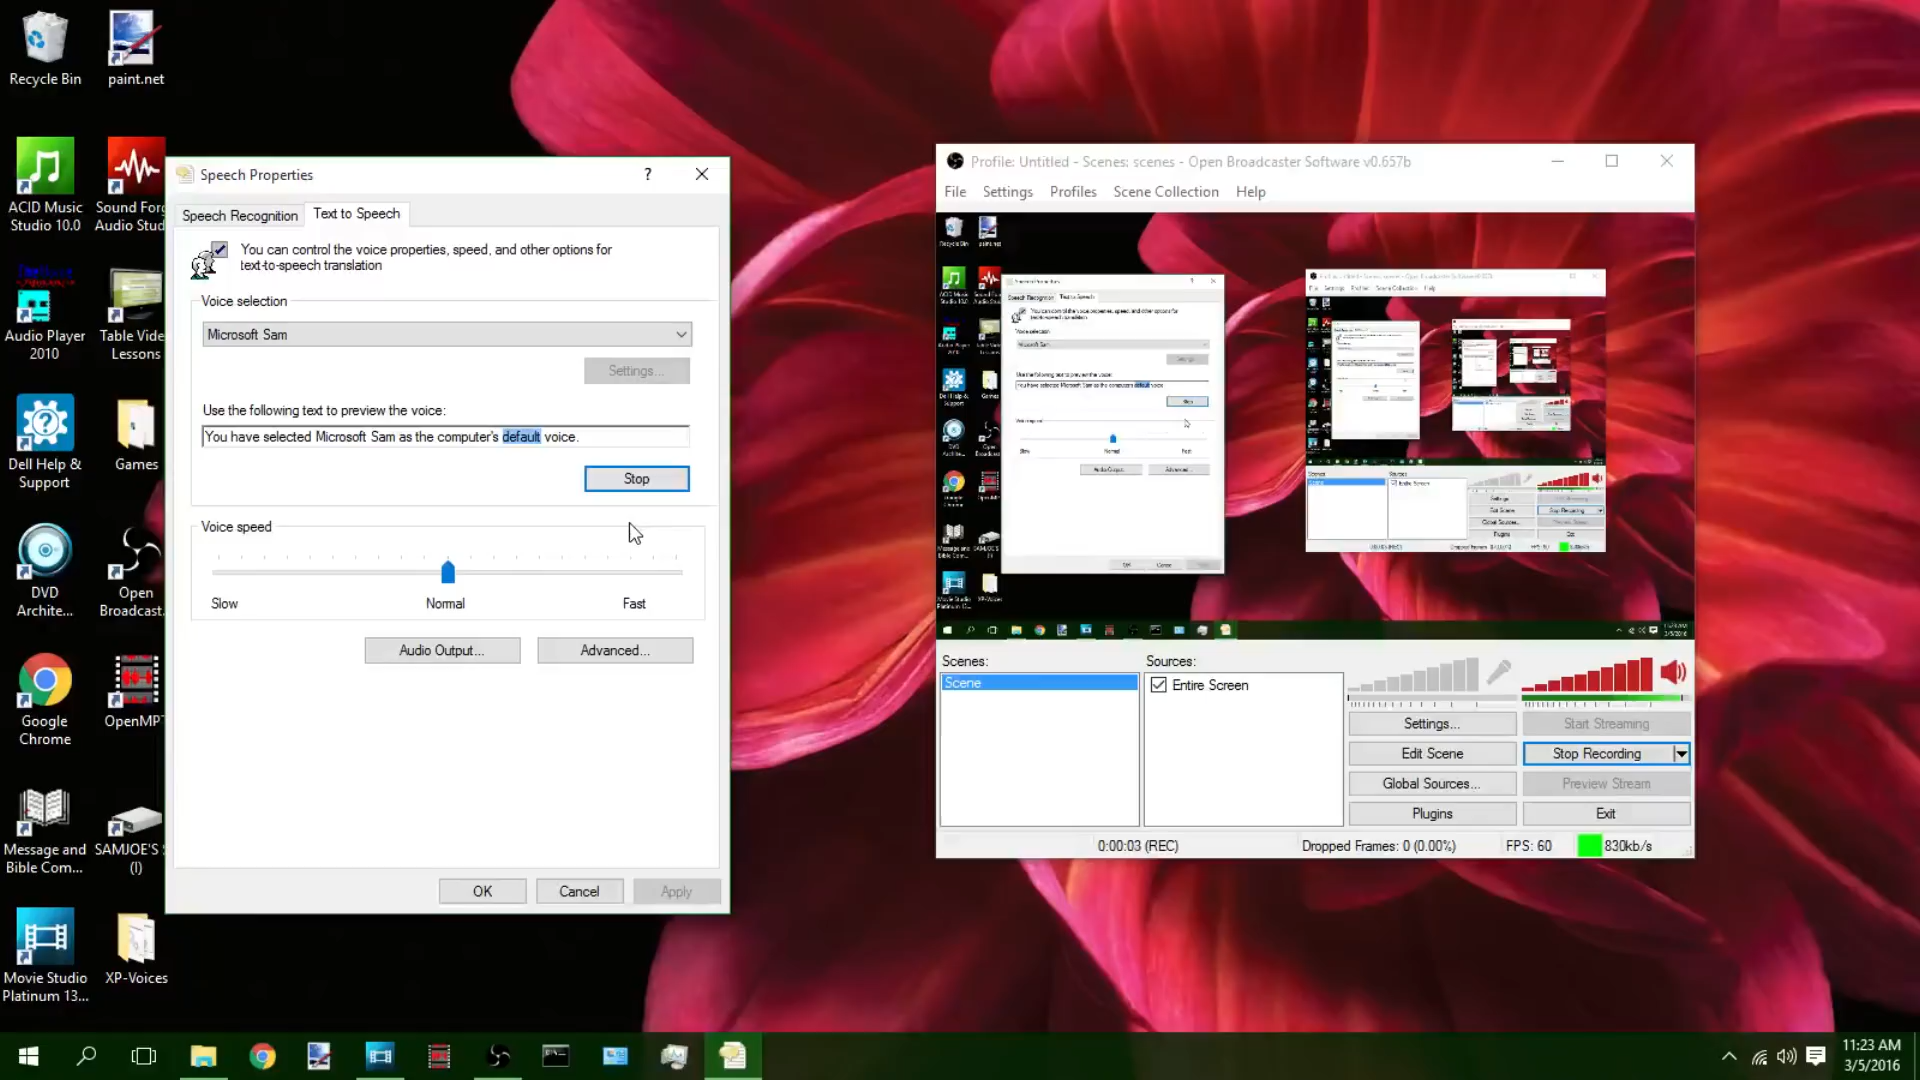 Recycle Bin
paint.net
ACID Music
Studio 10.0
Sound For
Audio Stud
Audio Player
2010
Table Vide
Lessons
Dell Help &
Support
Games
DVD
Archite...
Open
Broadcast.
Google
Chrome
OpenMP
Message and
Bible Com...
SAMJOE'S
(I)
Movie Studio
Platinum 13...
XP-Voices
Speech Properties
?
Speech Recognition
Text to Speech
You can control the voice properties, speed, and other options for
text-to-speech translation
Voice selection
Microsoft Sam
Settings...
Use the following text to preview the voice:
You have selected Microsoft Sam as the computer's default voice.
Stop
Voice speed
Slow
Normal
Fast
Audio Output...
Advanced...
OK
Cancel
Apply
Profile: Untitled - Scenes: scenes - Open Broadcaster Software v0.657b
File
Settings
Profiles
Scene Collection
Help
Scenes:
Scene
Sources:
Entire Screen
Settings...
Start Streaming
Edit Scene
Stop Recording
Global Sources...
Preview Stream
Plugins
Exit
0:00:03 (REC)
Dropped Frames: 0 (0.00%)
FPS: 60
830kb/s
11:23 AM
3/5/2016